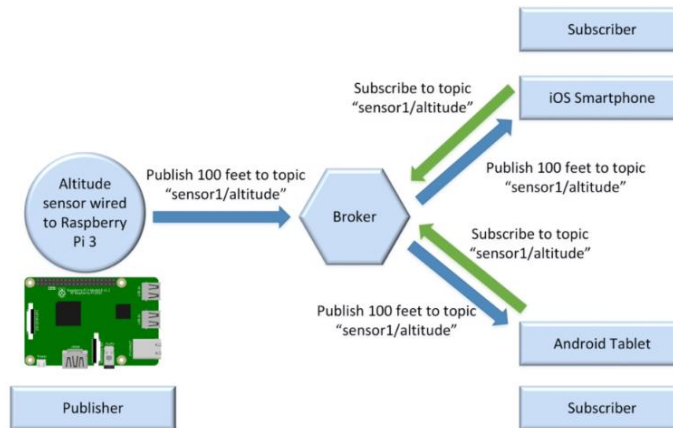 Subscriber
Subscribe to topic
“sensor1/altitude”
iOS Smartphone
Altitude
sensor wired
to Raspberry
Pi 3
Publish 100 feet to topic
“sensor1/altitude”
Broker
Publish 100 feet to topic
“sensor1/altitude”
Subscribe to topic
“sensor1/altitude”
Publish 100 feet to topic
“sensor1/altitude”
Android Tablet
Publisher
Subscriber